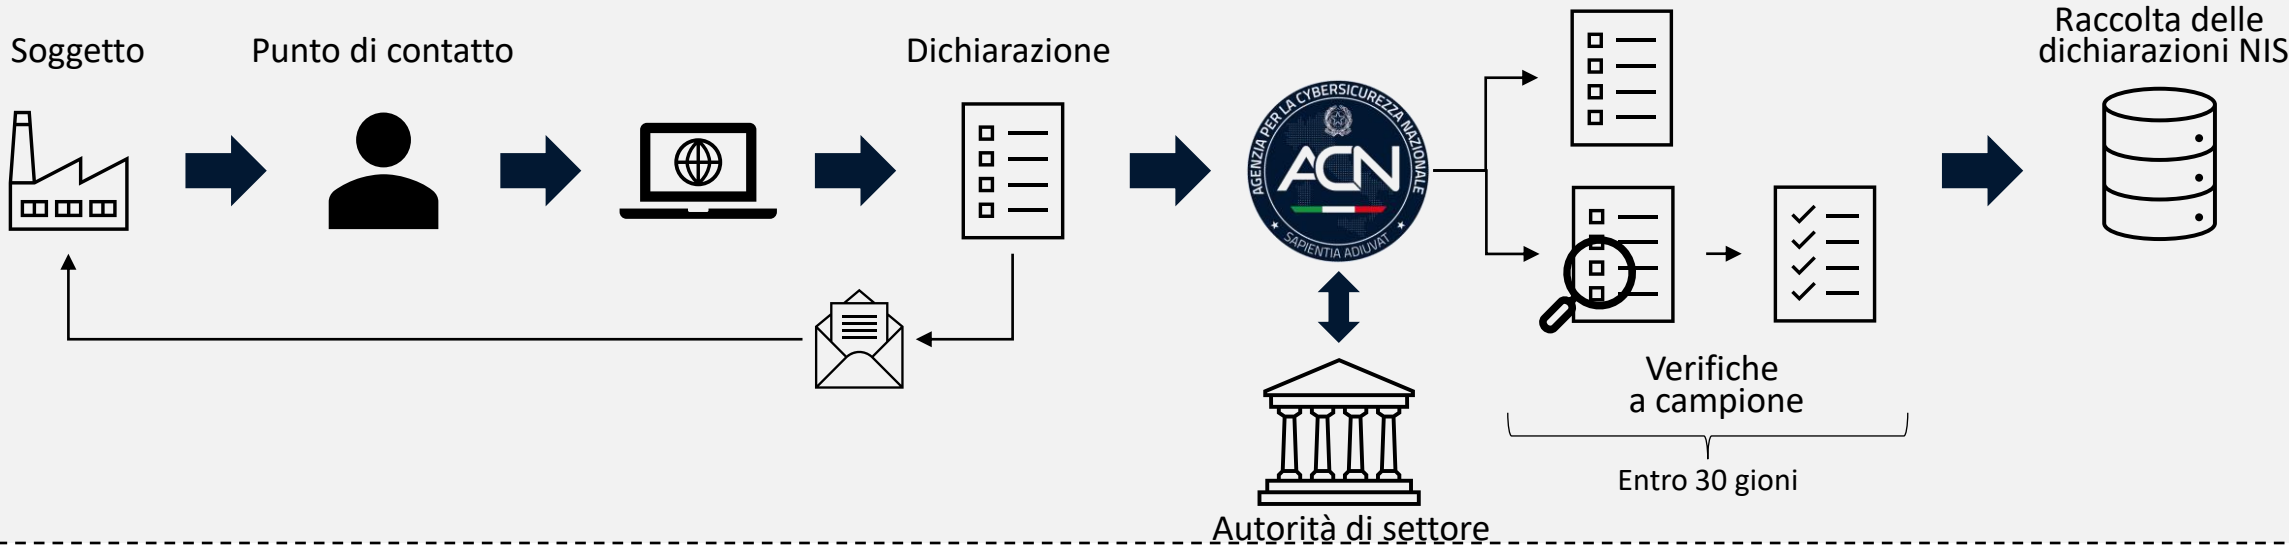 Soggetto
Punto di contatto
Dichiarazione
Raccolta delle
dichiarazioni NIS
AGENZIA PER LA CYBERSICUREZZA NAZIONALE
ACN
SAPIENTIA ADIUVAT
Verifiche
a campione
Entro 30 gioni
Autorità di settore